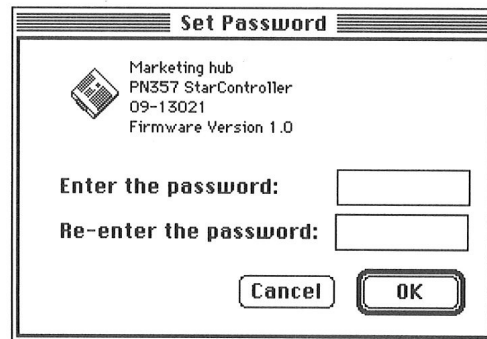 Set Password
Marketing hub
PN357 StarController
09-13021
Firmware Version 1.0
Enter the password:
Re-enter the password:
Cancel OK